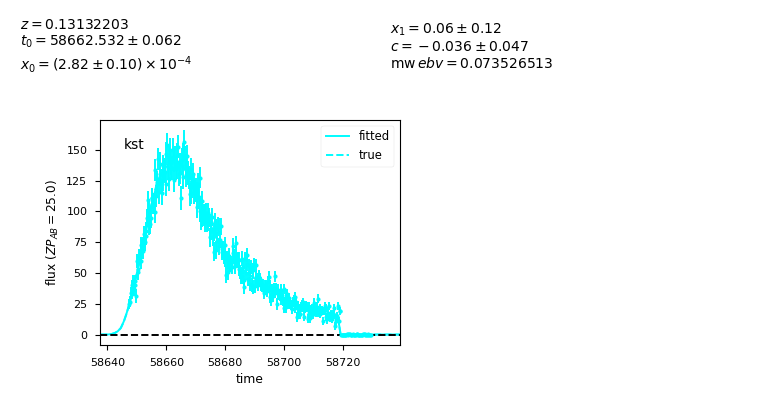 z = 0.13132203
t₀ = 58662.532 ± 0.062
x₀ = (2.82 ± 0.10) × 10⁻⁴
x₁ = 0.06 ± 0.12
c = −0.036 ± 0.047
mw ebv = 0.073526513
kst
fitted
true
150
125
100
75
50
25
0
flux (ZP_AB = 25.0)
58640 58660 58680 58700 58720
time